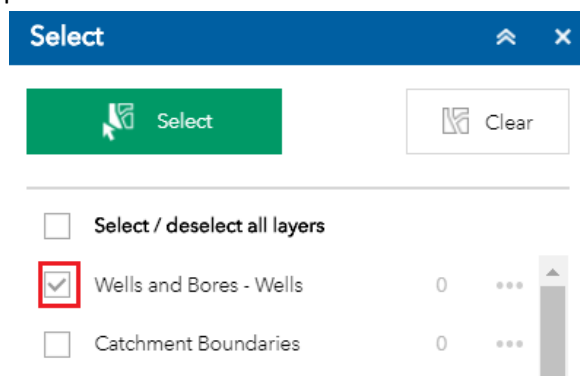 Select
Select
Clear
Select / deselect all layers
Wells and Bores - Wells 0
Catchment Boundaries 0